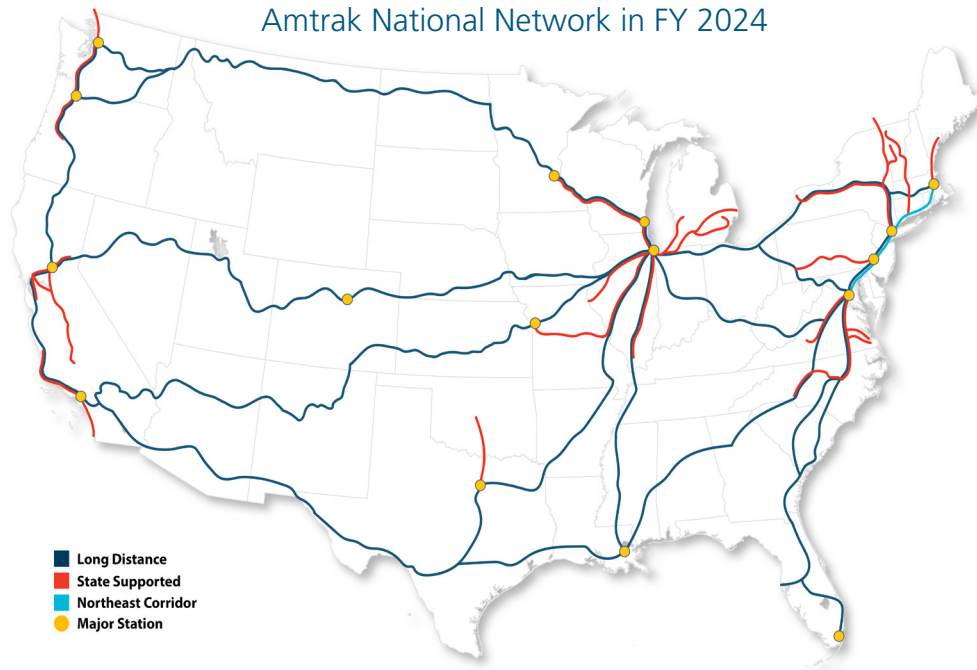 Amtrak National Network in FY 2024
Long Distance
State Supported
Northeast Corridor
Major Station